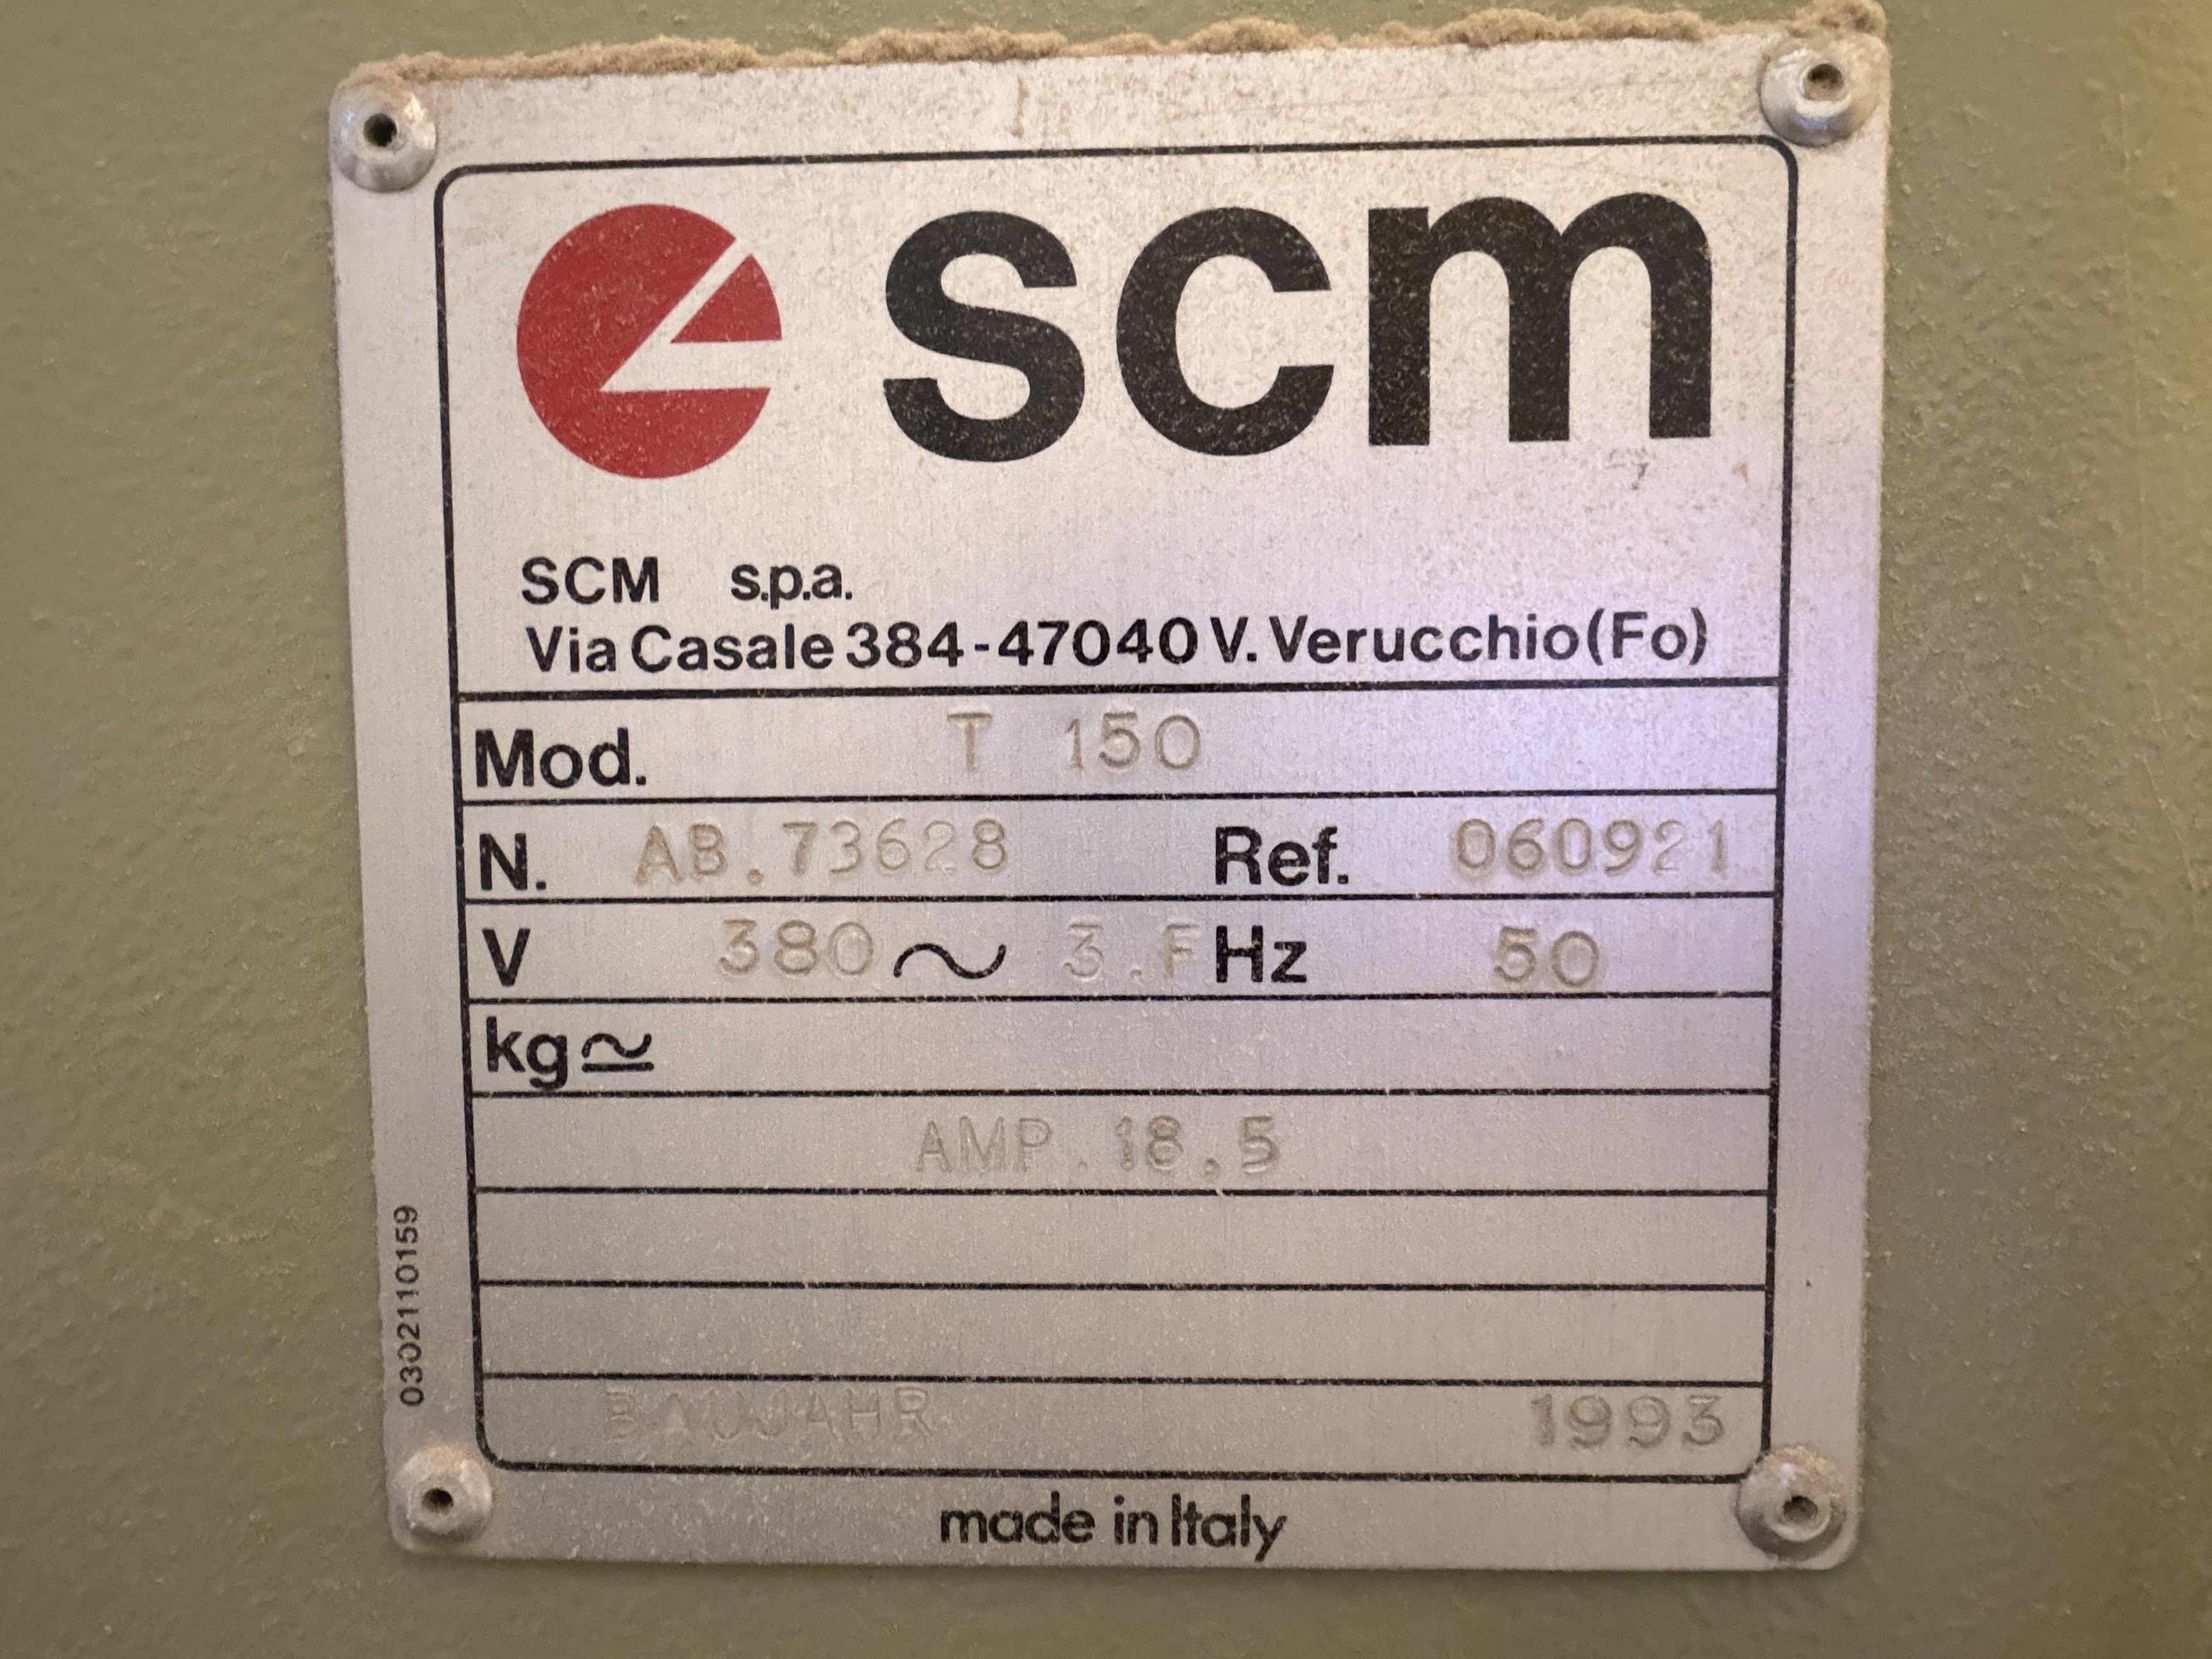 scm
SCM s.p.a.
Via Casale 384-47040 V. Verucchio (Fo)
Mod. T 150
N. AB.73628 Ref. 060921
V 380 ~ 3.F Hz 50
kg ≃
AMP.18,5
BAUJAHR 1993
made in Italy
0302110159